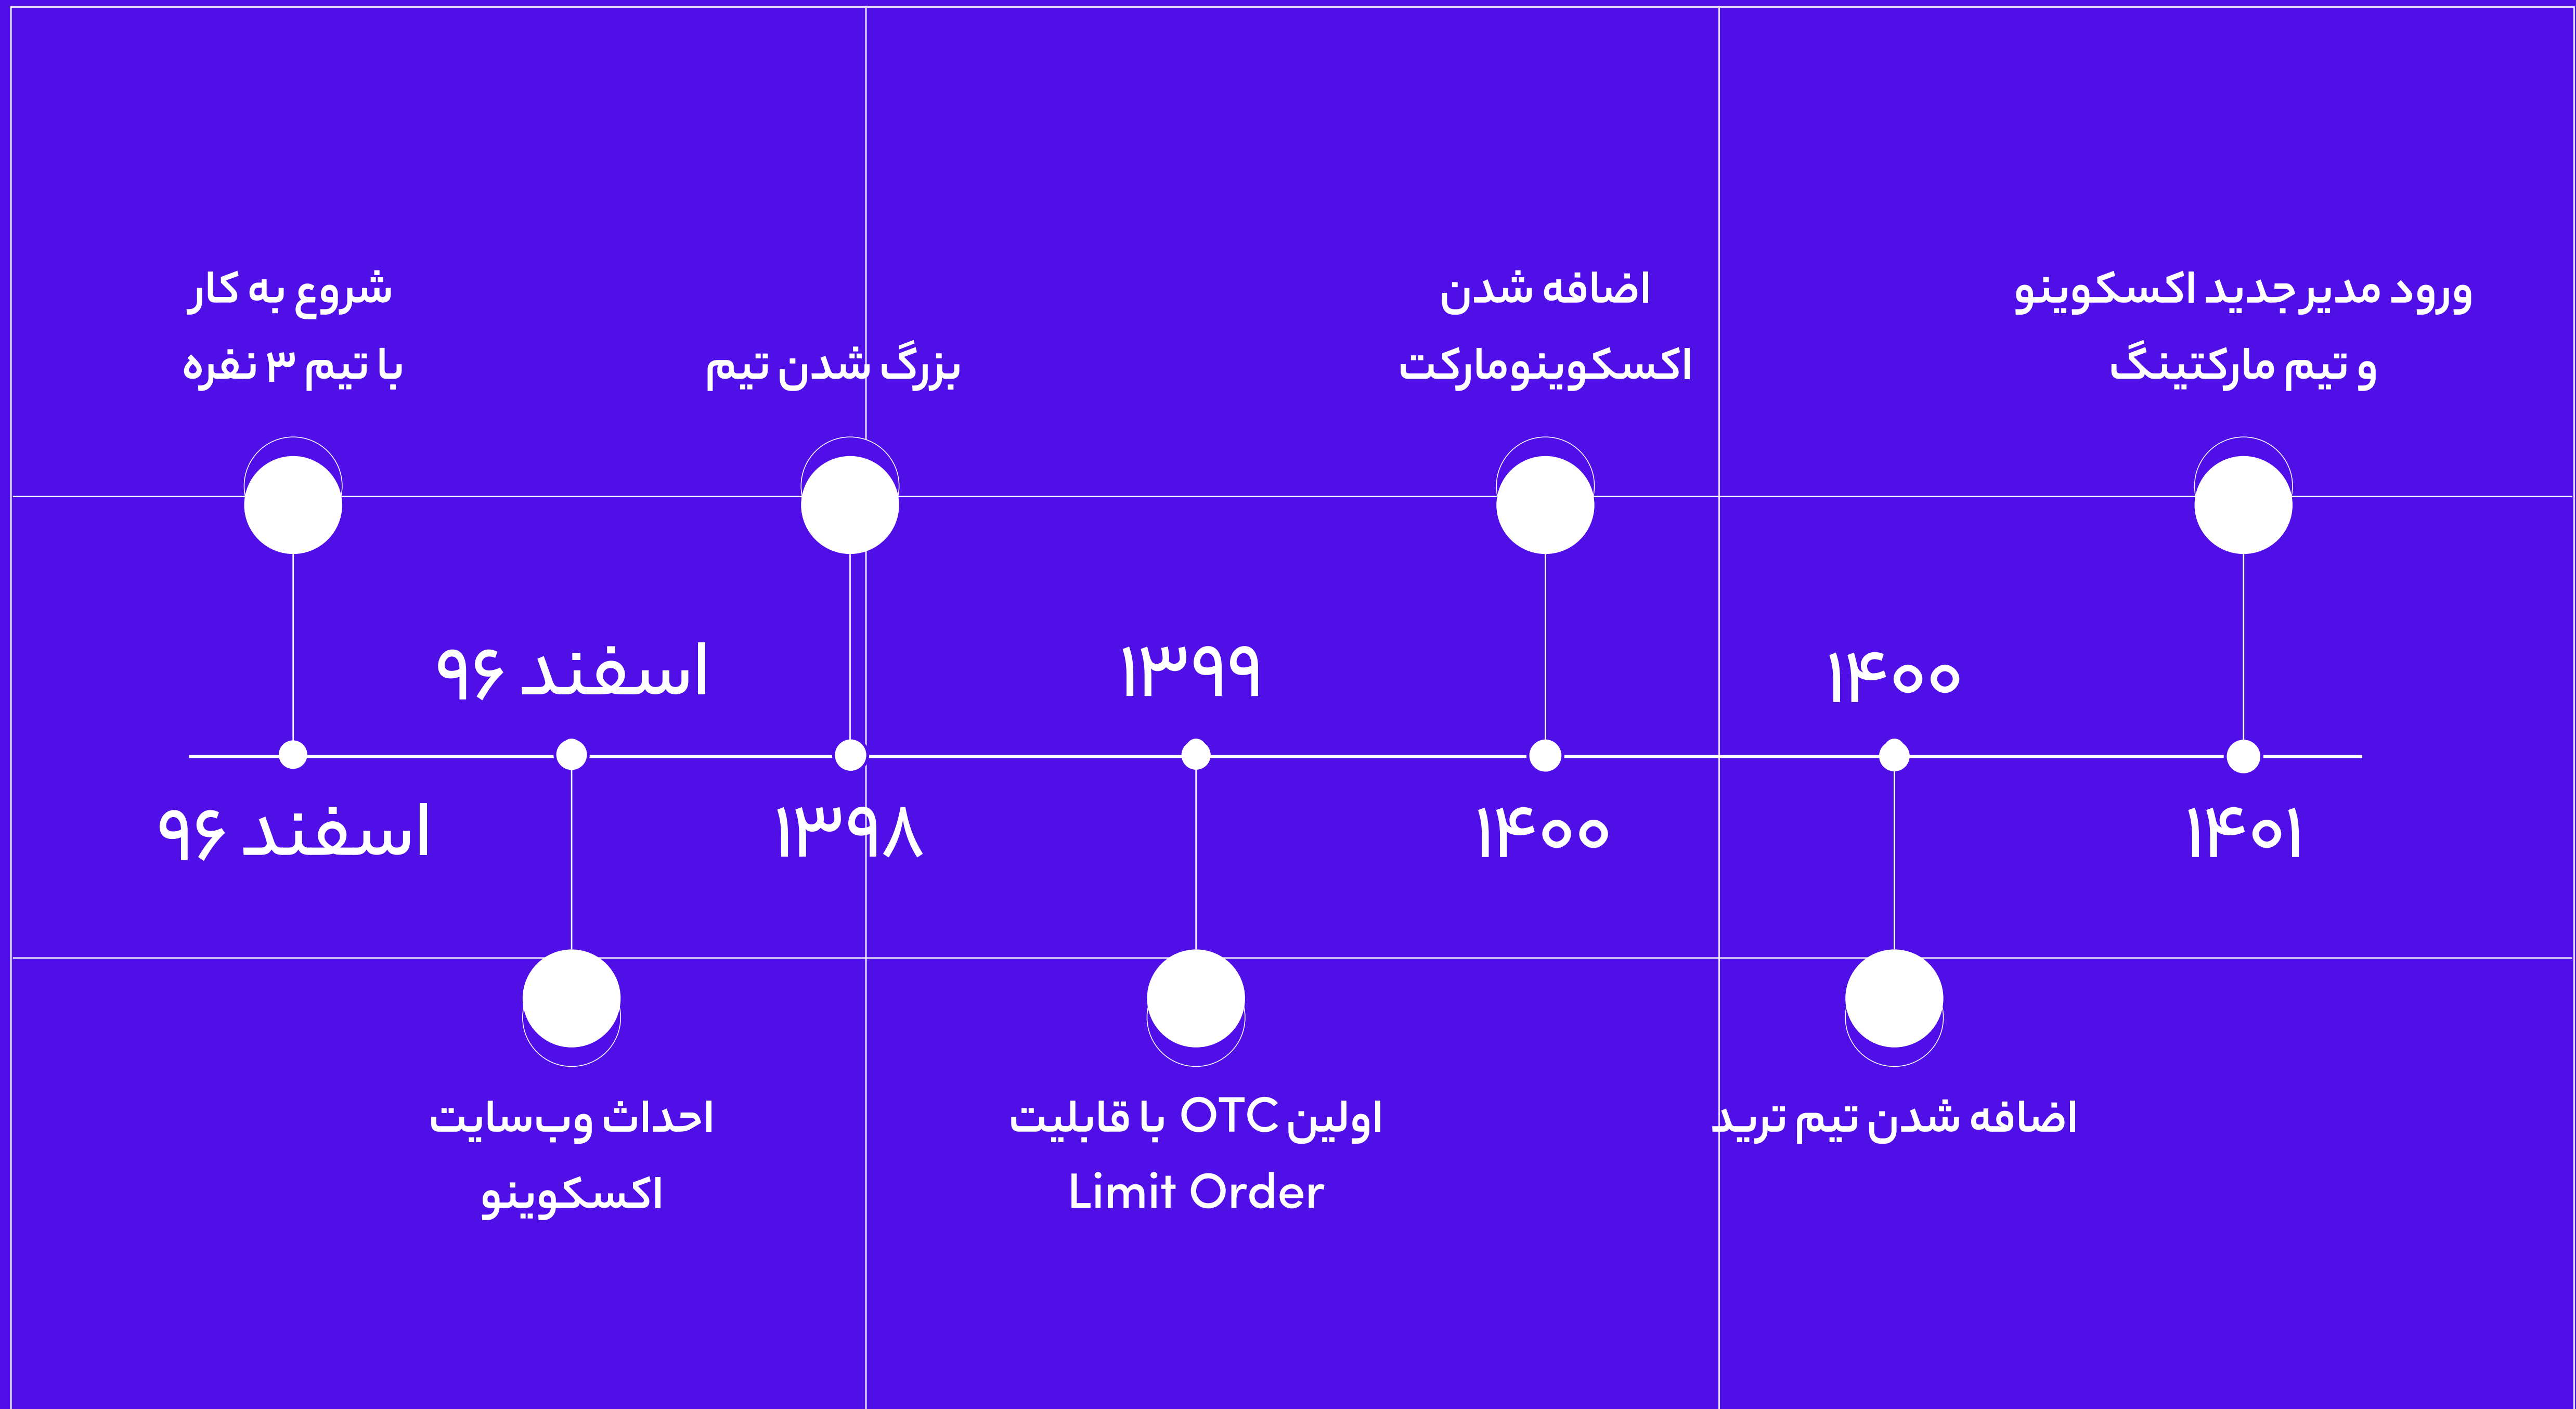 شروع به کار
با تیم ۳ نفره
اسفند ۹۶
اسفند ۹۶
احداث وب‌سایت
اکسکوینو
بزرگ شدن تیم
۱۳۹۸
۱۳۹۹
اولین OTC با قابلیت
Limit Order
اضافه شدن
اکسکوینومارکت
۱۴۰۰
۱۴۰۰
اضافه شدن تیم ترید
ورود مدیر جدید اکسکوینو
و تیم مارکتینگ
۱۴۰۱